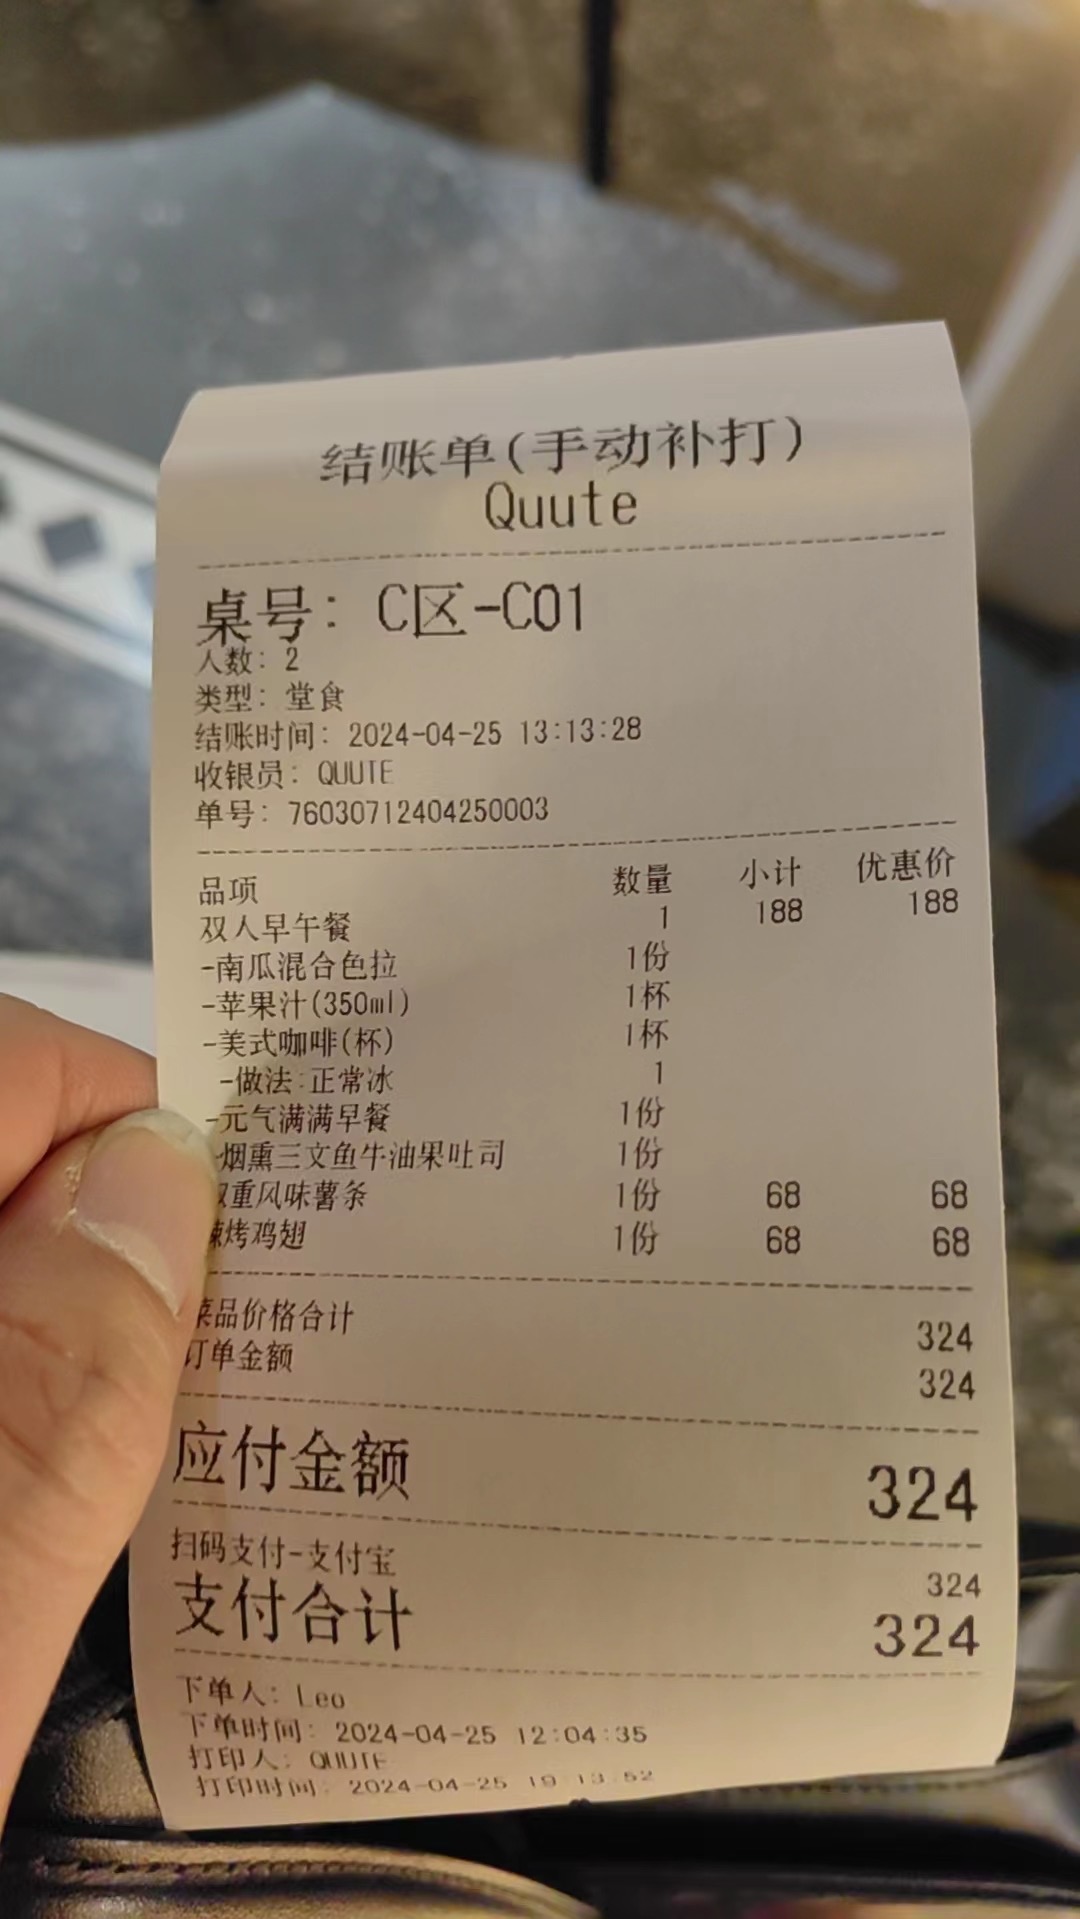 结账单(手动补打)
Quute
桌号: C区-C01
人数: 2
类型: 堂食
结账时间: 2024-04-25 13:13:28
收银员: QUUTE
单号: 76030712404250003
品项 数量 小计 优惠价
双人早午餐 1 188 188
-南瓜混合色拉 1份
-苹果汁(350ml) 1杯
-美式咖啡(杯) 1杯
-做法:正常冰 1
-元气满满早餐 1份
-烟熏三文鱼牛油果吐司 1份
双重风味薯条 1份 68 68
辣烤鸡翅 1份 68 68
菜品价格合计 324
订单金额 324
应付金额 324
扫码支付-支付宝 324
支付合计 324
下单人: Leo
下单时间: 2024-04-25 12:04:35
打印人: QUUTE
打印时间: 2024-04-25 19:13:52